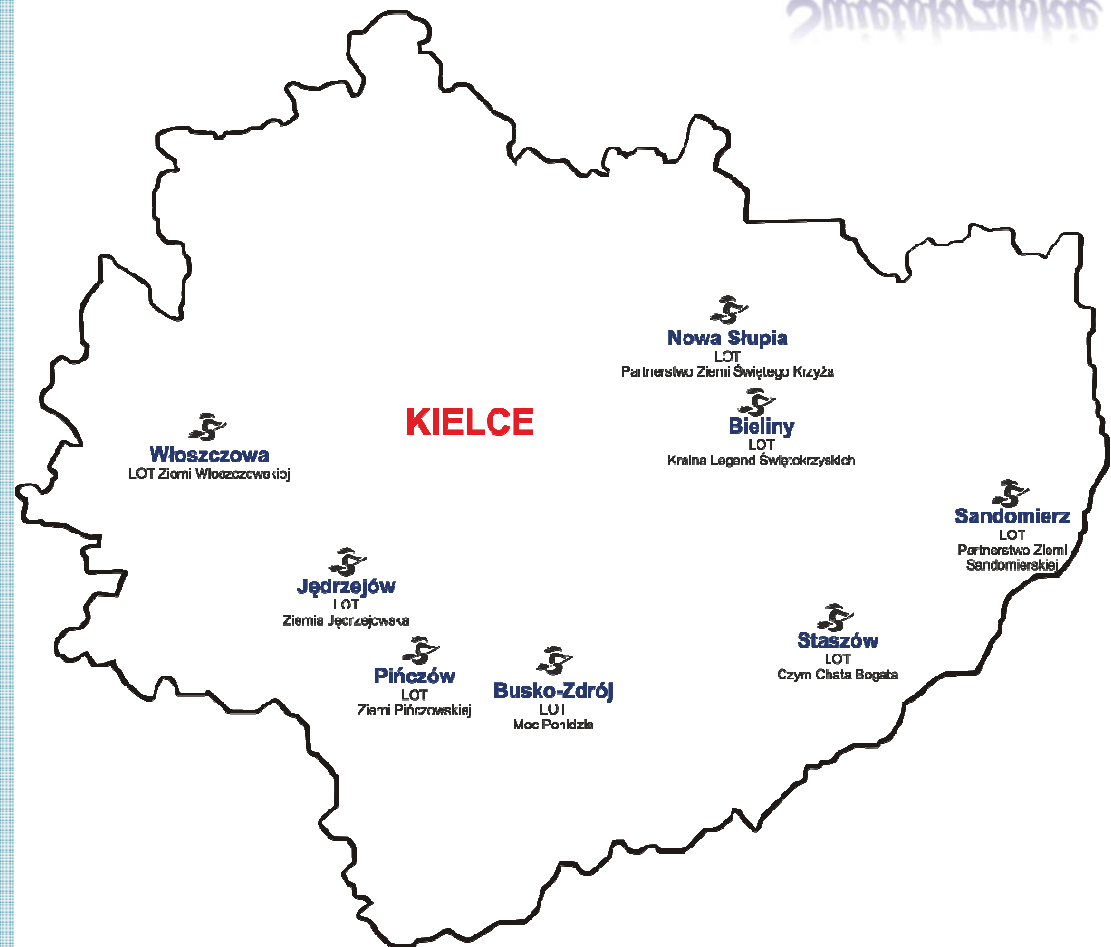 Świętokrzyskie
Nowa Słupia
LOT
Partnerstwo Ziemi Świętego Krzyża
KIELCE
Bieliny
LOT
Kraina Legend Świętokrzyskich
Włoszczowa
LOT Ziemi Włoszczowskiej
Sandomierz
LOT
Partnerstwo Ziemi
Sandomierskiej
Jędrzejów
LOT
Ziemia Jędrzejowska
Staszów
LOT
Czym Chata Bogata
Pińczów
LOT
Ziemi Pińczowskiej
Busko-Zdrój
LOT
Moc Ponidzia